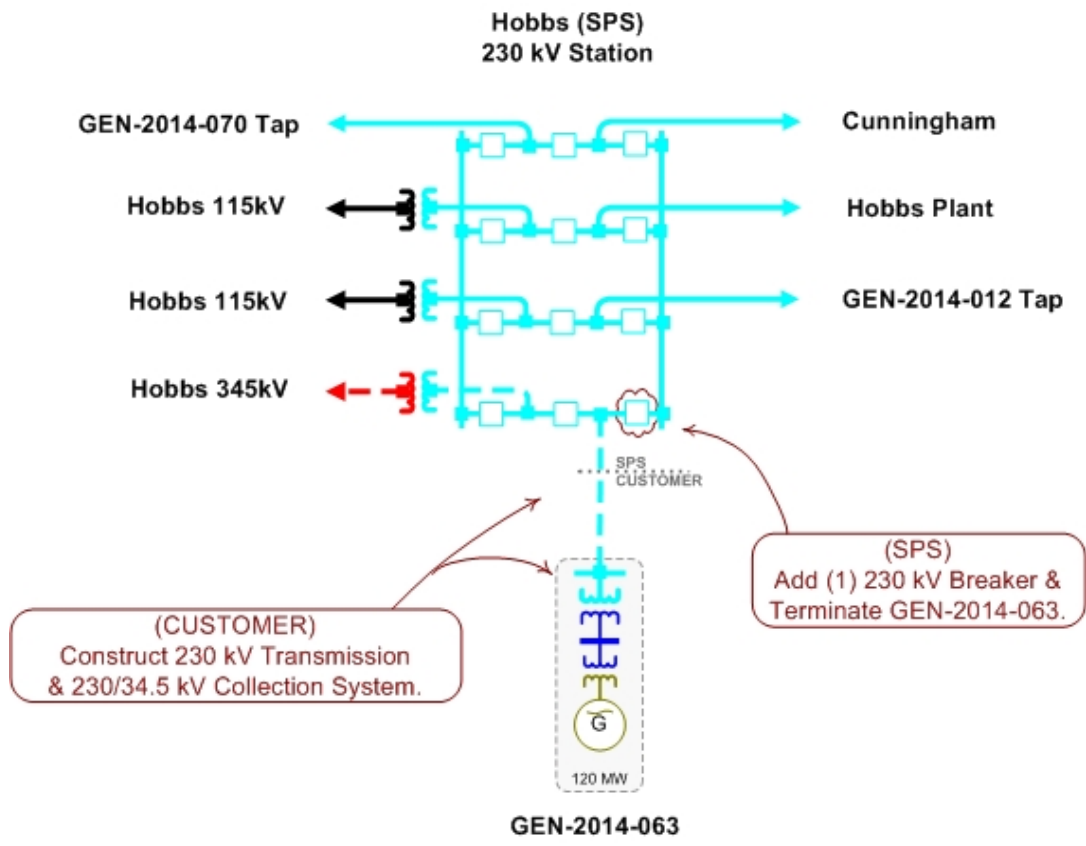 Hobbs (SPS)
230 kV Station
GEN-2014-070 Tap
Cunningham
Hobbs 115kV
Hobbs Plant
Hobbs 115kV
GEN-2014-012 Tap
Hobbs 345kV
SPS
CUSTOMER
(SPS)
Add (1) 230 kV Breaker &
Terminate GEN-2014-063.
(CUSTOMER)
Construct 230 kV Transmission
& 230/34.5 kV Collection System.
G
120 MW
GEN-2014-063